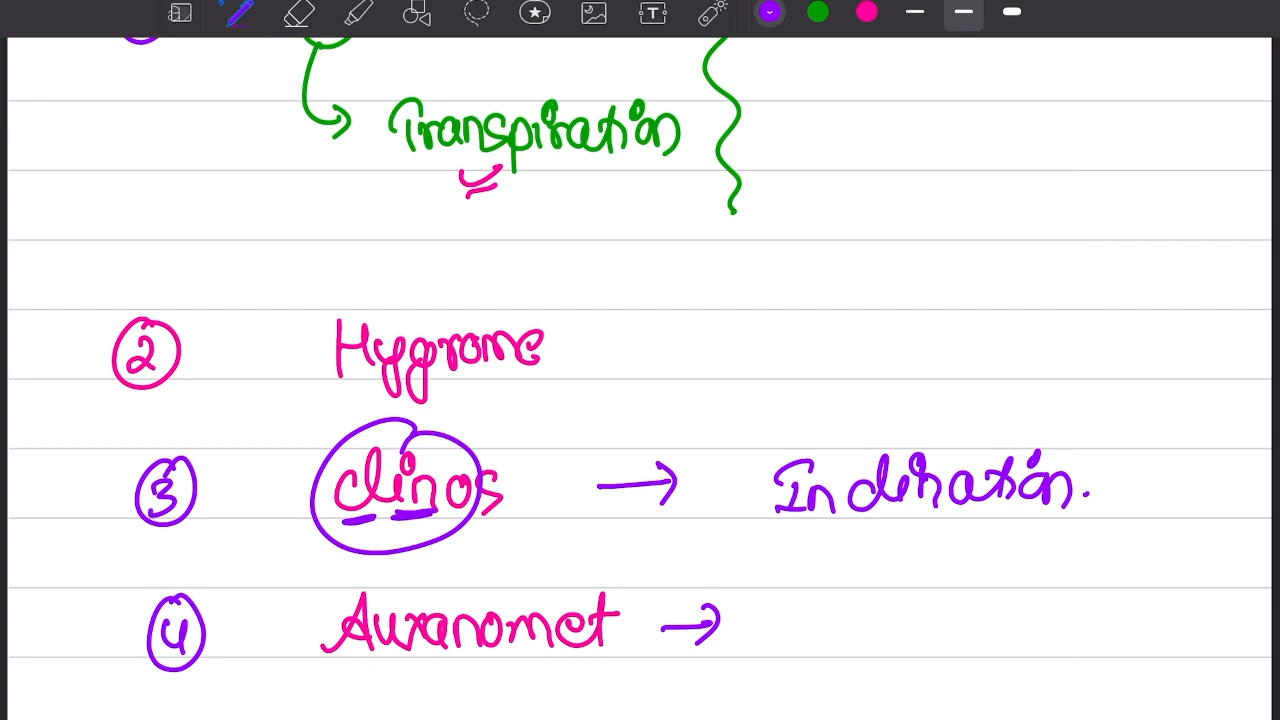 Transpiration
② Hygrome
③ clinos → Inclination.
④ Auxanomet →